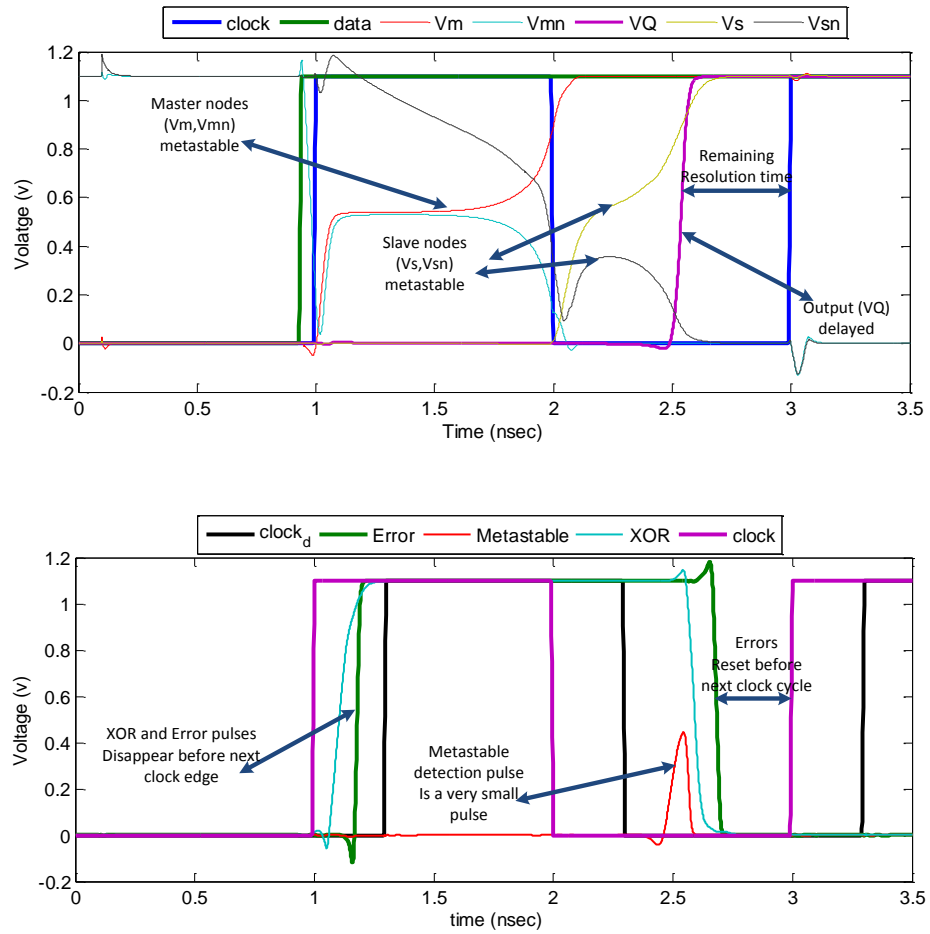 clock data Vm Vmn VQ Vs Vsn
1.2
1
0.8
0.6
0.4
0.2
0
-0.2
Volatge (v)
Master nodes
(Vm,Vmn)
metastable
Slave nodes
(Vs,Vsn)
metastable
Remaining
Resolution time
Output (VQ)
delayed
0 0.5 1 1.5 2 2.5 3 3.5
Time (nsec)
clock_d Error Metastable XOR clock
1.2
1
0.8
0.6
0.4
0.2
0
-0.2
Voltage (v)
XOR and Error pulses
Disappear before next
clock edge
Metastable
detection pulse
Is a very small
pulse
Errors
Reset before
next clock cycle
0 0.5 1 1.5 2 2.5 3 3.5
time (nsec)